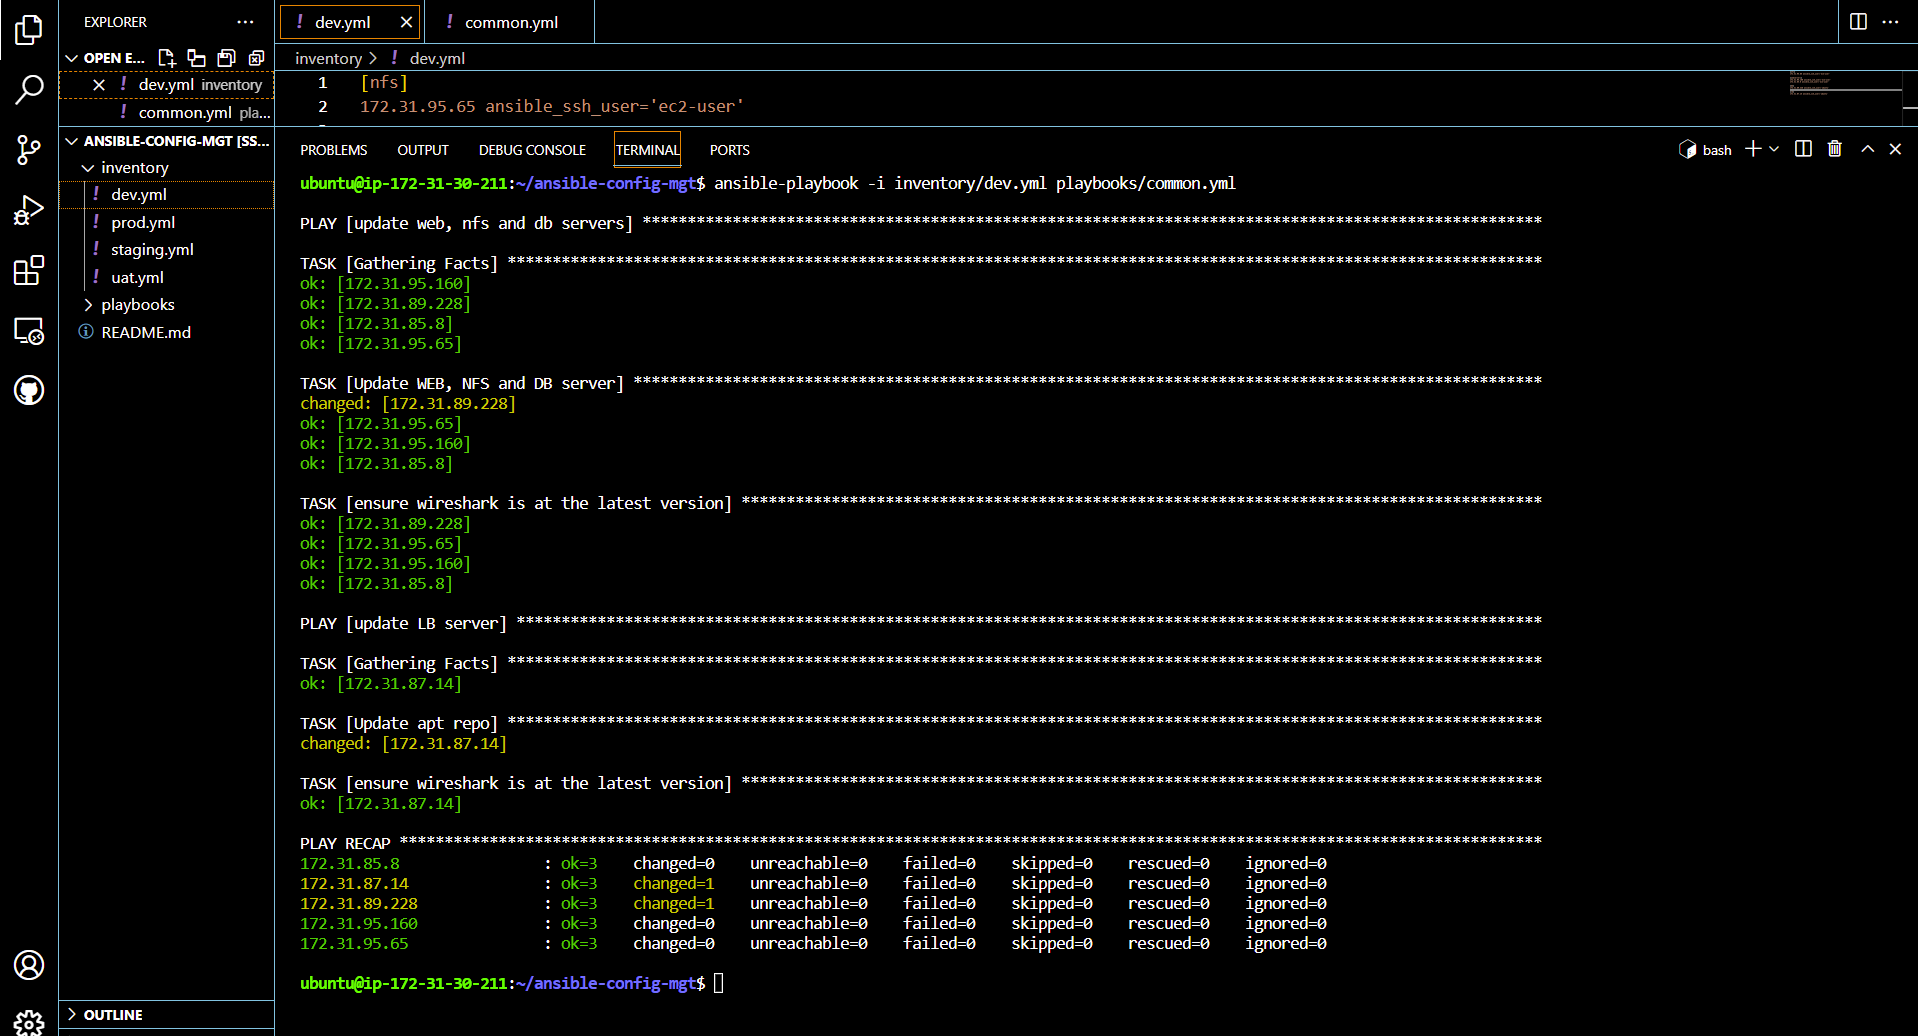 EXPLORER ···
OPEN E...
dev.yml inventory
common.yml pla...
ANSIBLE-CONFIG-MGT [SS...
inventory
! dev.yml
! prod.yml
! staging.yml
! uat.yml
playbooks
README.md
OUTLINE
! dev.yml
! common.yml
inventory > ! dev.yml
1 [nfs]
2 172.31.95.65 ansible_ssh_user='ec2-user'
PROBLEMS OUTPUT DEBUG CONSOLE TERMINAL PORTS
bash
ubuntu@ip-172-31-30-211:~/ansible-config-mgt$ ansible-playbook -i inventory/dev.yml playbooks/common.yml
PLAY [update web, nfs and db servers] ****************************************************************************************************
TASK [Gathering Facts] *******************************************************************************************************************
ok: [172.31.95.160]
ok: [172.31.89.228]
ok: [172.31.85.8]
ok: [172.31.95.65]
TASK [Update WEB, NFS and DB server] *****************************************************************************************************
changed: [172.31.89.228]
ok: [172.31.95.65]
ok: [172.31.95.160]
ok: [172.31.85.8]
TASK [ensure wireshark is at the latest version] *****************************************************************************************
ok: [172.31.89.228]
ok: [172.31.95.65]
ok: [172.31.95.160]
ok: [172.31.85.8]
PLAY [update LB server] ******************************************************************************************************************
TASK [Gathering Facts] *******************************************************************************************************************
ok: [172.31.87.14]
TASK [Update apt repo] *******************************************************************************************************************
changed: [172.31.87.14]
TASK [ensure wireshark is at the latest version] *****************************************************************************************
ok: [172.31.87.14]
PLAY RECAP *******************************************************************************************************************************
172.31.85.8 : ok=3 changed=0 unreachable=0 failed=0 skipped=0 rescued=0 ignored=0
172.31.87.14 : ok=3 changed=1 unreachable=0 failed=0 skipped=0 rescued=0 ignored=0
172.31.89.228 : ok=3 changed=1 unreachable=0 failed=0 skipped=0 rescued=0 ignored=0
172.31.95.160 : ok=3 changed=0 unreachable=0 failed=0 skipped=0 rescued=0 ignored=0
172.31.95.65 : ok=3 changed=0 unreachable=0 failed=0 skipped=0 rescued=0 ignored=0
ubuntu@ip-172-31-30-211:~/ansible-config-mgt$